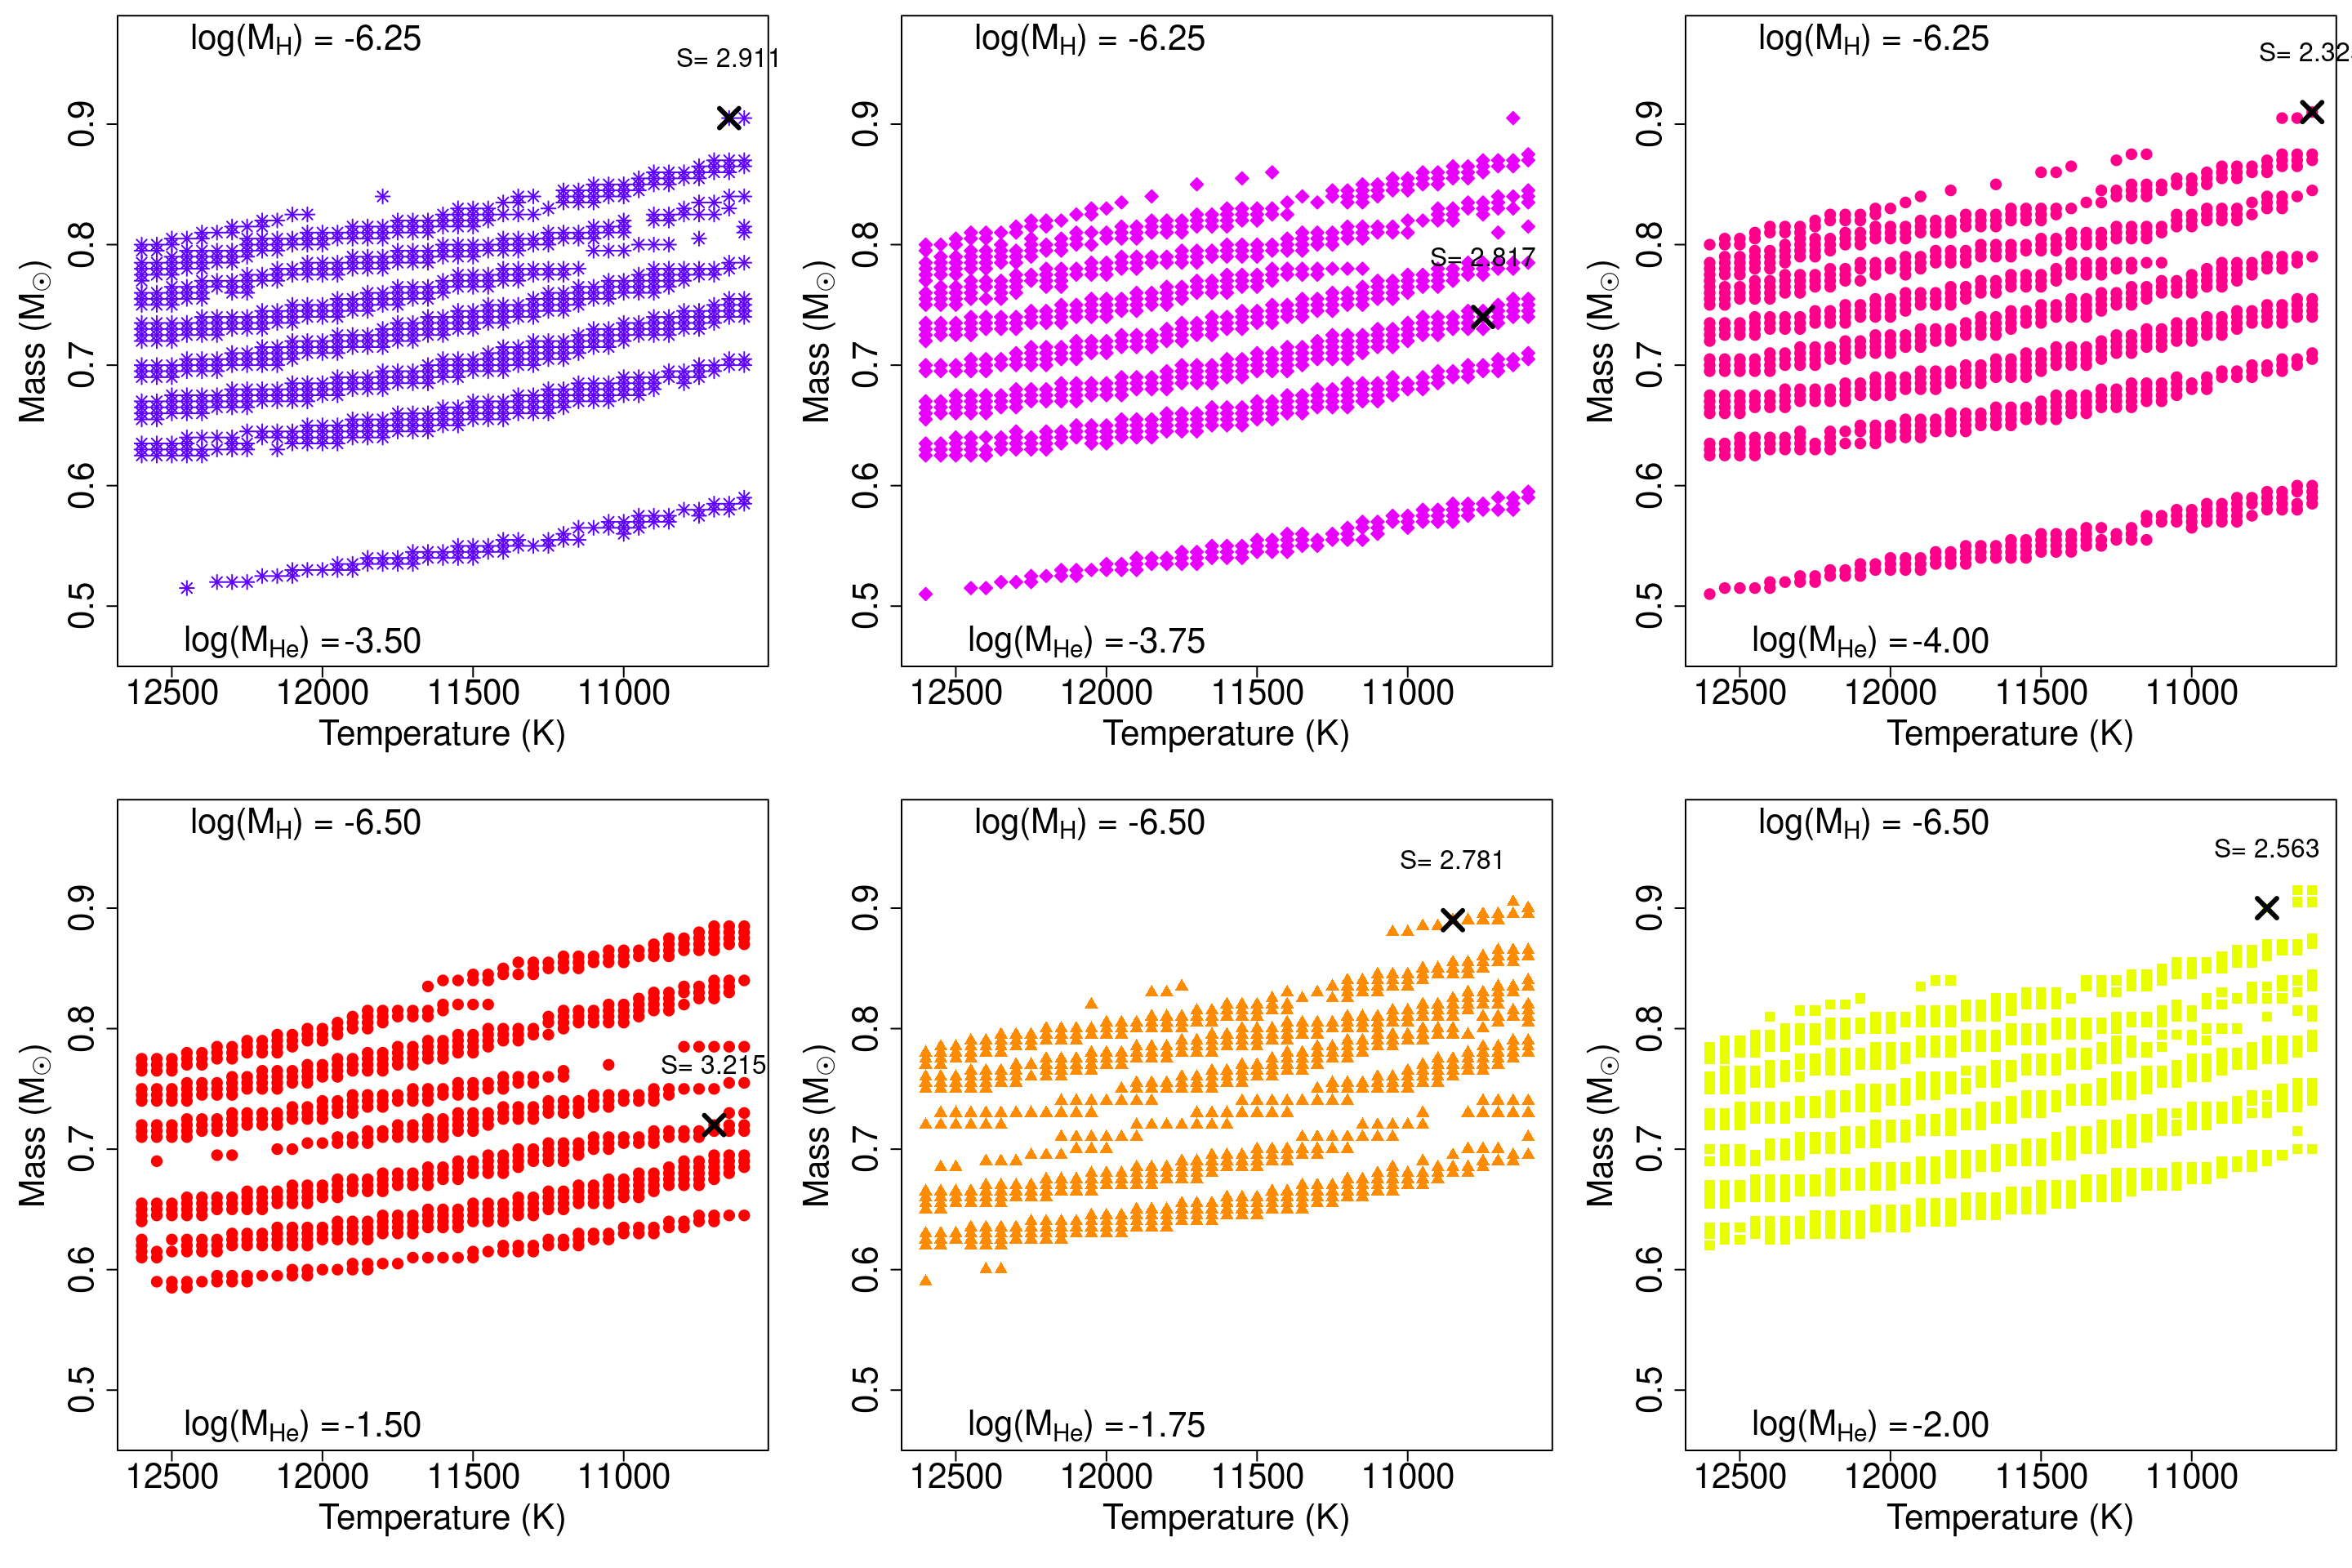 log(M_H) = -6.25
S= 2.911
0.9
0.8
0.7
0.6
0.5
Mass (M⊙)
log(M_He) =-3.50
12500 12000 11500 11000
Temperature (K)
log(M_H) = -6.25
0.9
0.8
S= 2.817
0.7
0.6
0.5
Mass (M⊙)
log(M_He) =-3.75
12500 12000 11500 11000
Temperature (K)
log(M_H) = -6.25
S= 2.32
0.9
0.8
0.7
0.6
0.5
Mass (M⊙)
log(M_He) =-4.00
12500 12000 11500 11000
Temperature (K)
log(M_H) = -6.50
0.9
0.8
S= 3.215
0.7
0.6
0.5
Mass (M⊙)
log(M_He) =-1.50
12500 12000 11500 11000
Temperature (K)
log(M_H) = -6.50
S= 2.781
0.9
0.8
0.7
0.6
0.5
Mass (M⊙)
log(M_He) =-1.75
12500 12000 11500 11000
Temperature (K)
log(M_H) = -6.50
S= 2.563
0.9
0.8
0.7
0.6
0.5
Mass (M⊙)
log(M_He) =-2.00
12500 12000 11500 11000
Temperature (K)